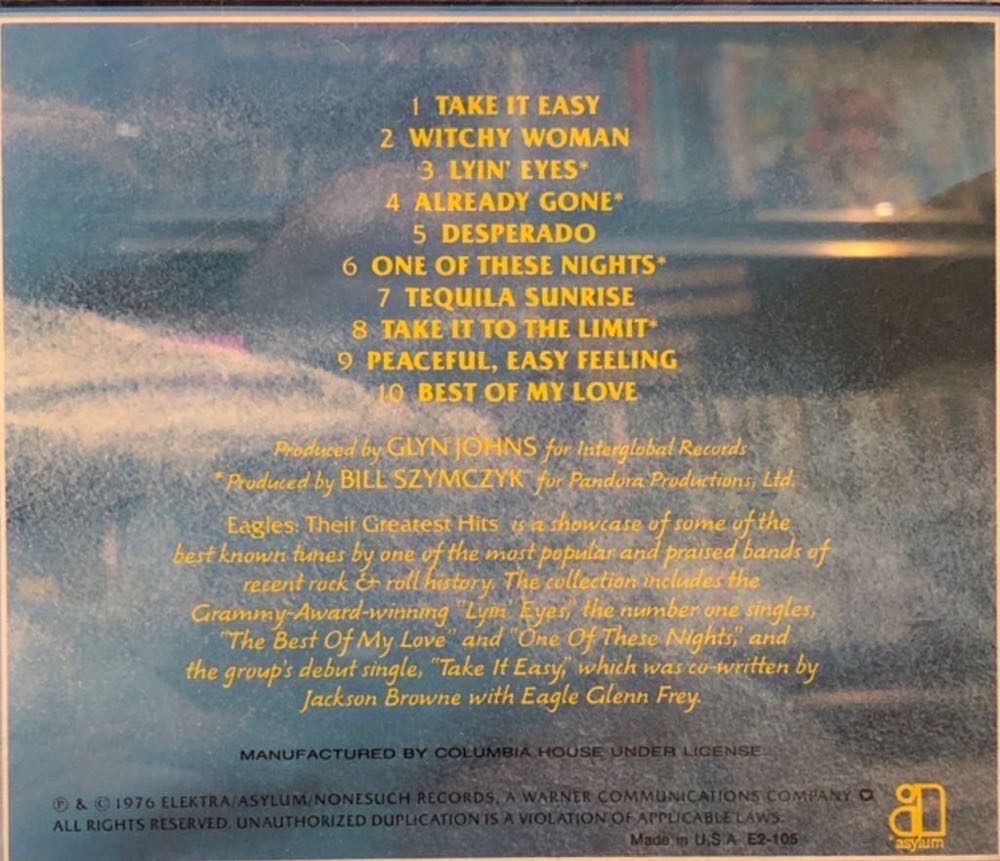 1 TAKE IT EASY
2 WITCHY WOMAN
3 LYIN' EYES*
4 ALREADY GONE*
5 DESPERADO
6 ONE OF THESE NIGHTS*
7 TEQUILA SUNRISE
8 TAKE IT TO THE LIMIT*
9 PEACEFUL, EASY FEELING
10 BEST OF MY LOVE
Produced by GLYN JOHNS for Interglobal Records
*Produced by BILL SZYMCZYK for Pandora Productions, Ltd.
Eagles: Their Greatest Hits is a showcase of some of the
best known tunes by one of the most popular and praised bands of
recent rock & roll history. The collection includes the
Grammy-Award-winning "Lyin' Eyes," the number one singles,
"The Best Of My Love" and "One Of These Nights," and
the group's debut single, "Take It Easy," which was co-written by
Jackson Browne with Eagle Glenn Frey.
MANUFACTURED BY COLUMBIA HOUSE UNDER LICENSE
℗ & © 1976 ELEKTRA/ASYLUM/NONESUCH RECORDS, A WARNER COMMUNICATIONS COMPANY
ALL RIGHTS RESERVED. UNAUTHORIZED DUPLICATION IS A VIOLATION OF APPLICABLE LAWS.
Made in U.S.A. E2-105
asylum